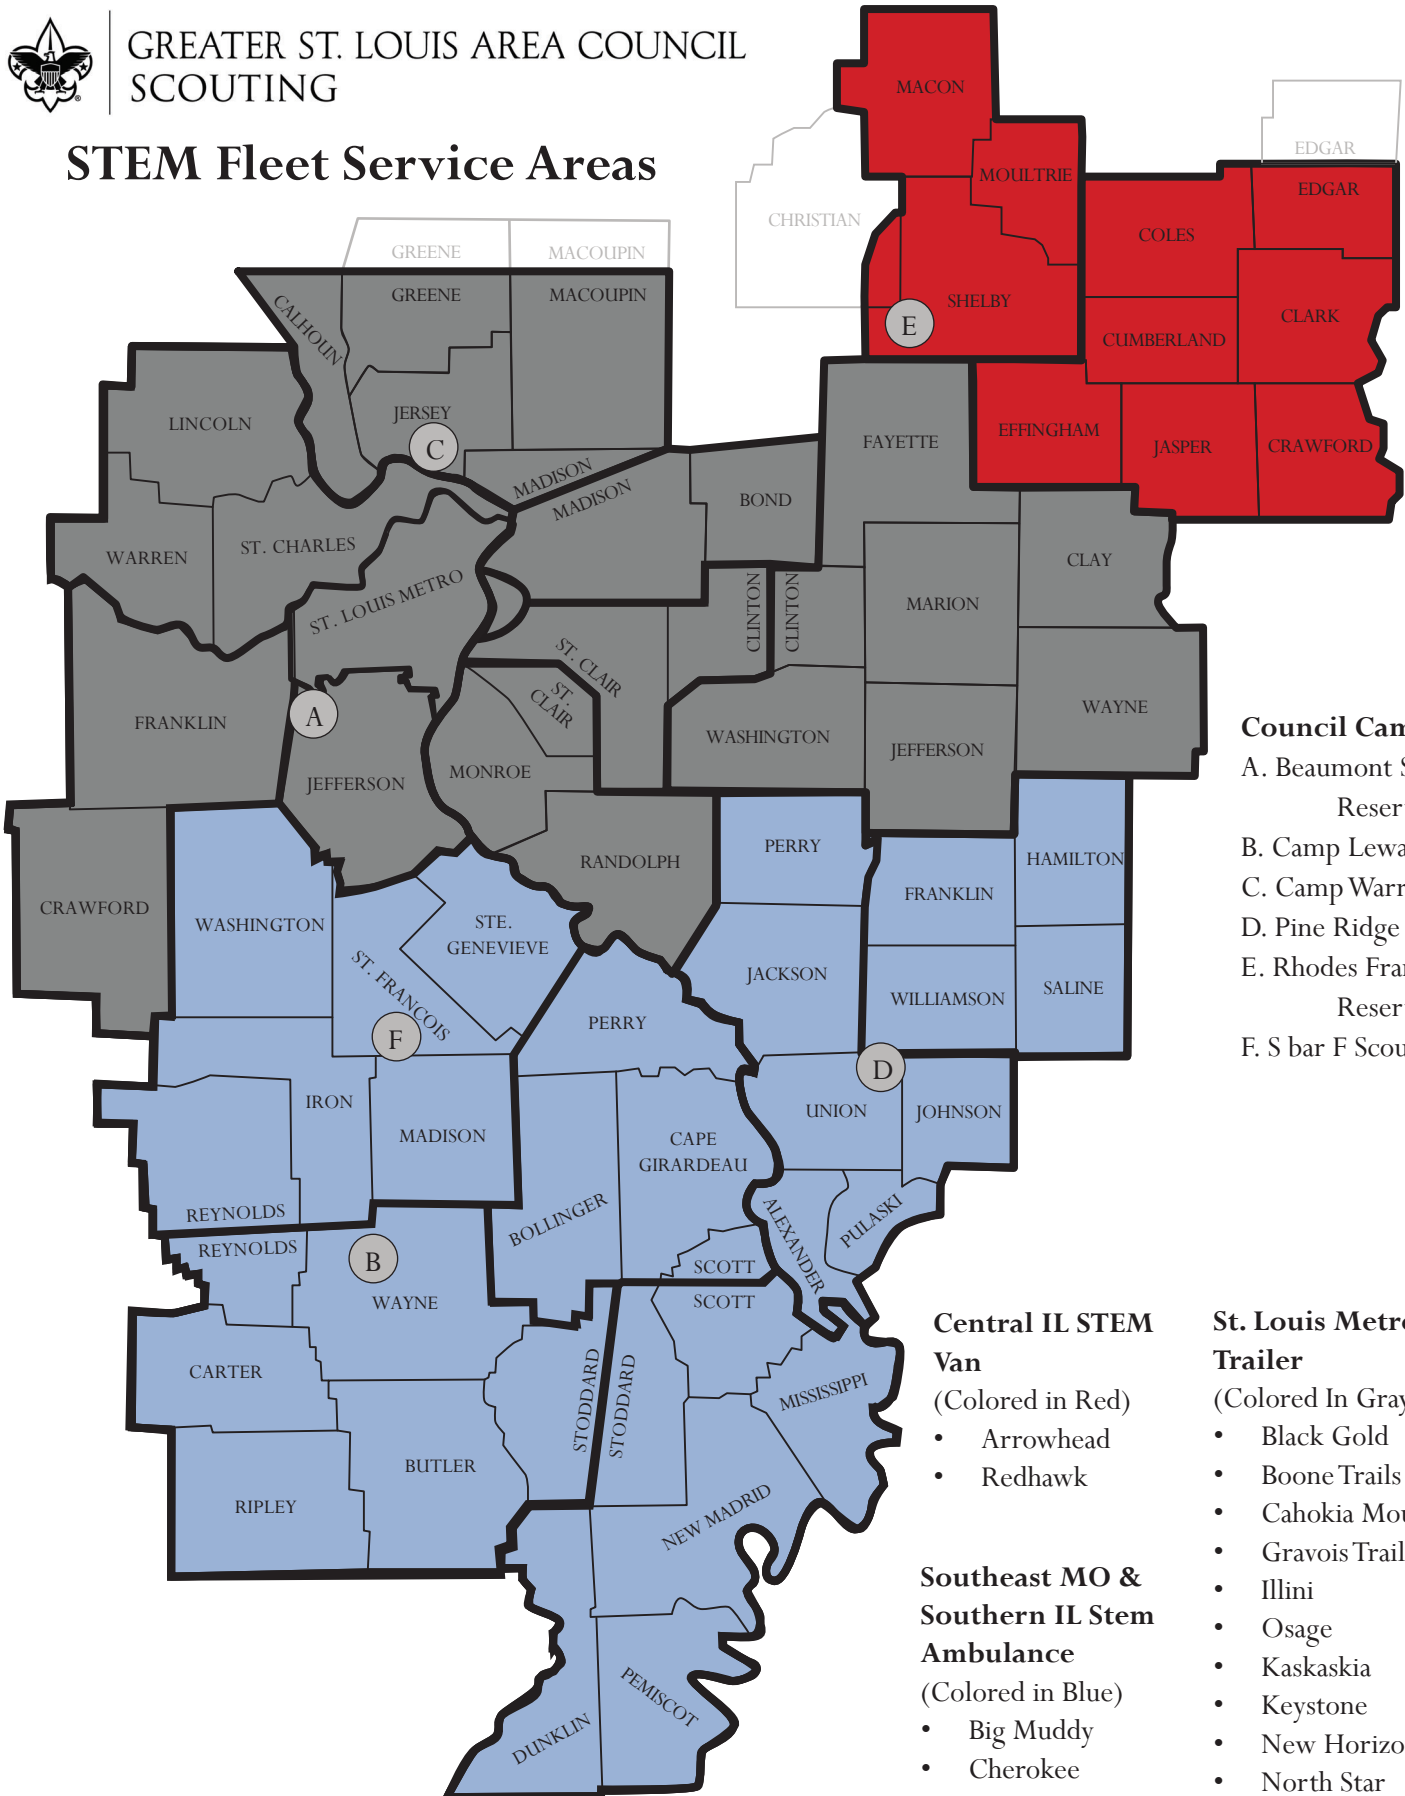 GREATER ST. LOUIS AREA COUNCIL
SCOUTING
STEM Fleet Service Areas
MACON
EDGAR
MOULTRIE
EDGAR
CHRISTIAN
COLES
GREENE
MACOUPIN
GREENE
MACOUPIN
CALHOUN
SHELBY
E
CLARK
CUMBERLAND
LINCOLN
JERSEY
C
FAYETTE
EFFINGHAM
JASPER
CRAWFORD
MADISON
MADISON
BOND
WARREN
ST. CHARLES
CLAY
ST. LOUIS METRO
CLINTON
CLINTON
MARION
ST. CLAIR
ST.
CLAIR
FRANKLIN
A
WASHINGTON
JEFFERSON
WAYNE
JEFFERSON
MONROE
RANDOLPH
PERRY
HAMILTON
CRAWFORD
WASHINGTON
STE.
GENEVIEVE
FRANKLIN
ST. FRANCOIS
JACKSON
WILLIAMSON
SALINE
PERRY
F
D
IRON
MADISON
UNION
JOHNSON
CAPE
GIRARDEAU
REYNOLDS
REYNOLDS
BOLLINGER
ALEXANDER
PULASKI
B
WAYNE
SCOTT
SCOTT
CARTER
STODDARD
STODDARD
MISSISSIPPI
BUTLER
RIPLEY
NEW MADRID
PEMISCOT
DUNKLIN
Council Cam
A. Beaumont S
Reser
B. Camp Lewa
C. Camp Warr
D. Pine Ridge
E. Rhodes Fran
Reser
F. S bar F Scou
Central IL STEM
Van
(Colored in Red)
• Arrowhead
• Redhawk
Southeast MO &
Southern IL Stem
Ambulance
(Colored in Blue)
• Big Muddy
• Cherokee
St. Louis Metro
Trailer
(Colored In Gray
• Black Gold
• Boone Trails
• Cahokia Mou
• Gravois Trail
• Illini
• Osage
• Kaskaskia
• Keystone
• New Horizo
• North Star